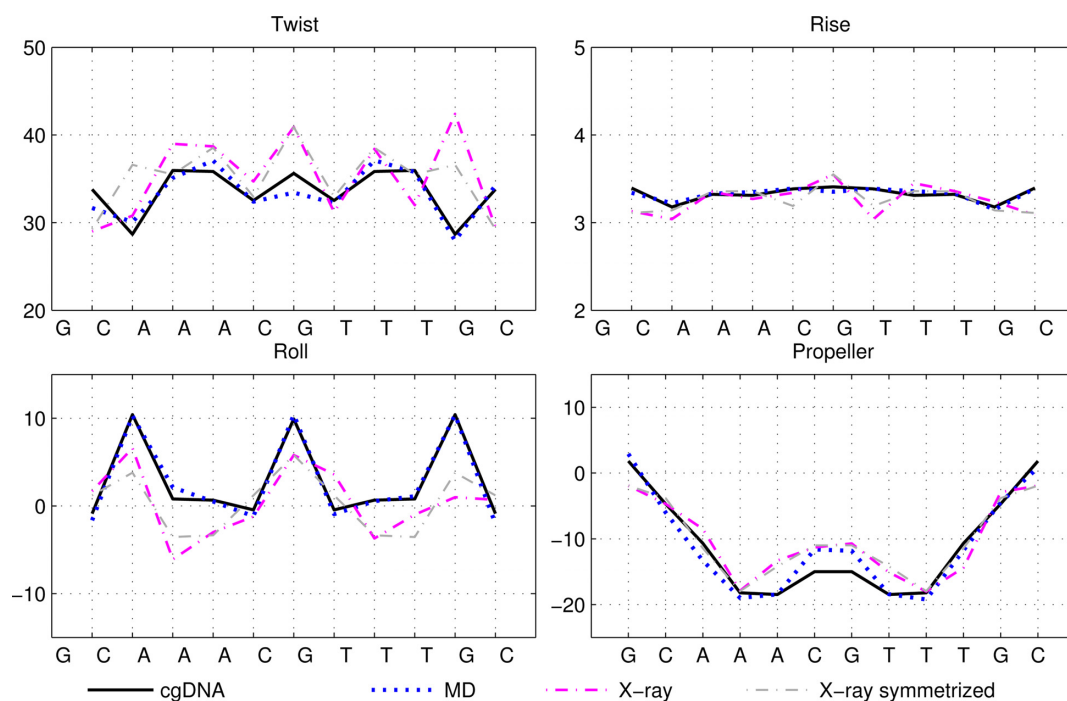 Twist
Rise
50
40
30
20
5
4
3
2
G C A A A C G T T T G C
G C A A A C G T T T G C
Roll
Propeller
10
0
−10
10
0
−10
−20
G C A A A C G T T T G C
G C A A A C G T T T G C
cgDNA MD X−ray X−ray symmetrized